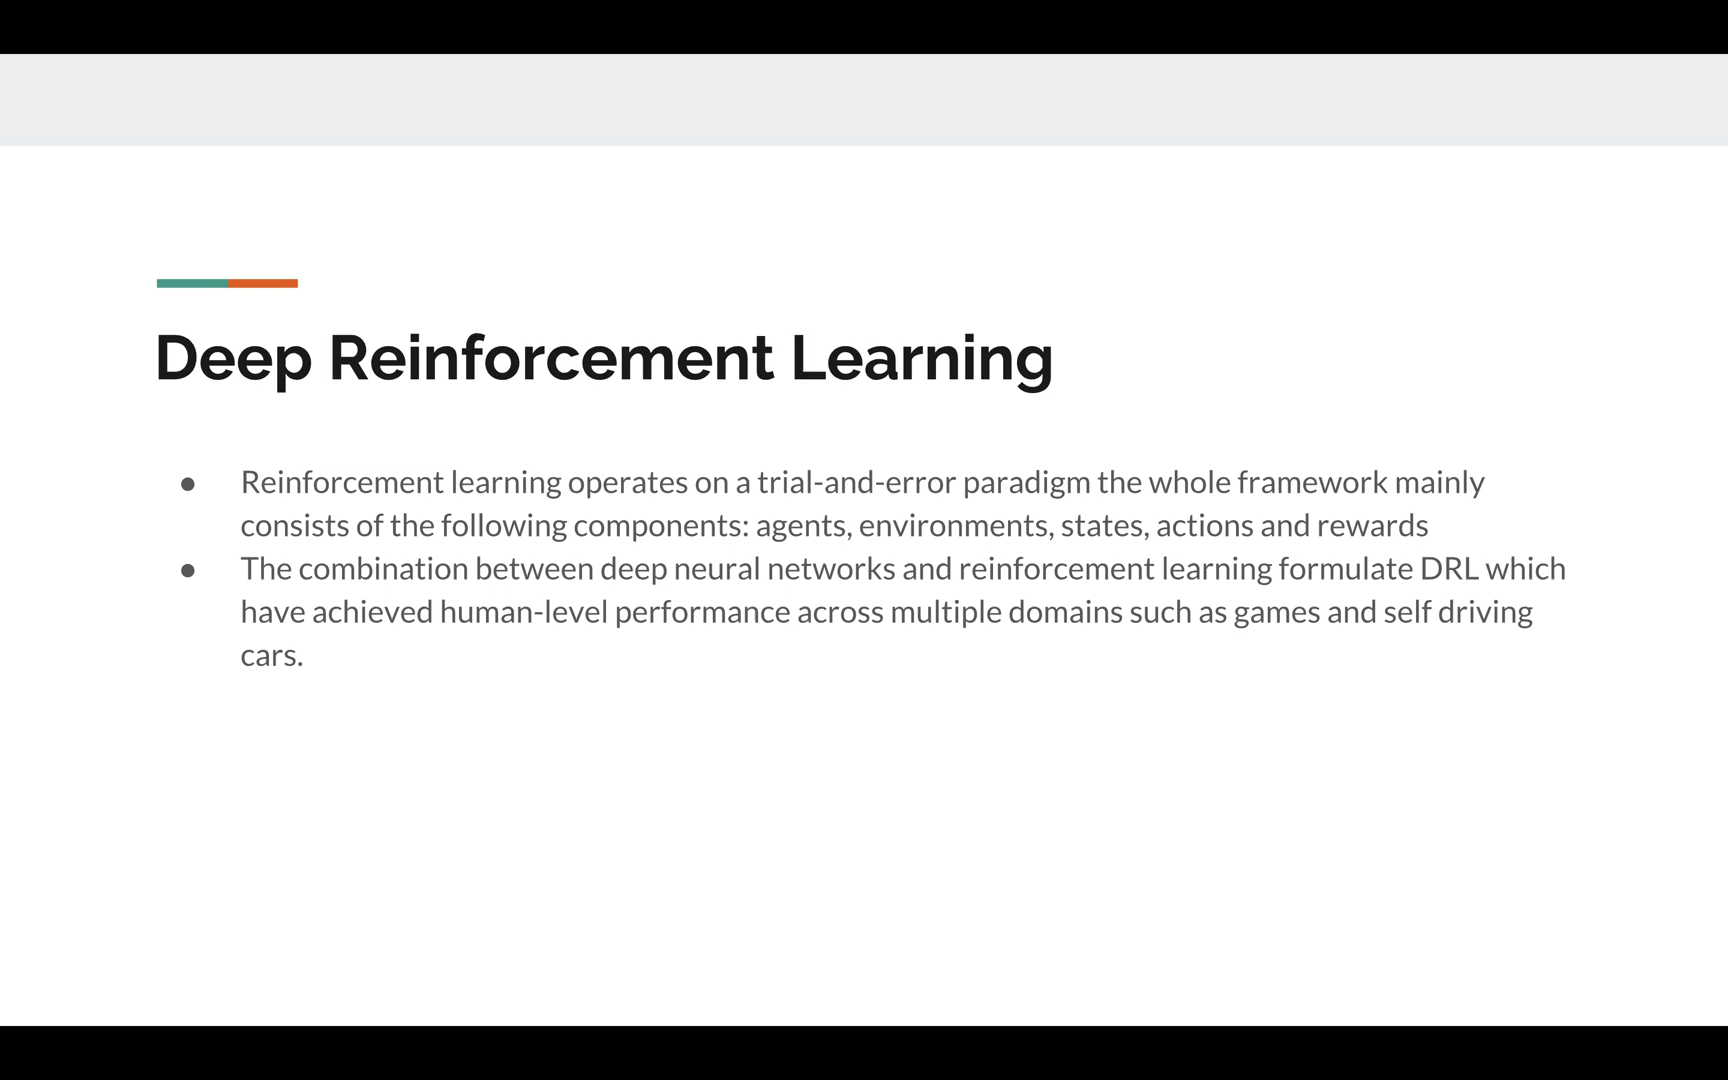 Deep Reinforcement Learning
● Reinforcement learning operates on a trial-and-error paradigm the whole framework mainly
consists of the following components: agents, environments, states, actions and rewards
● The combination between deep neural networks and reinforcement learning formulate DRL which
have achieved human-level performance across multiple domains such as games and self driving
cars.